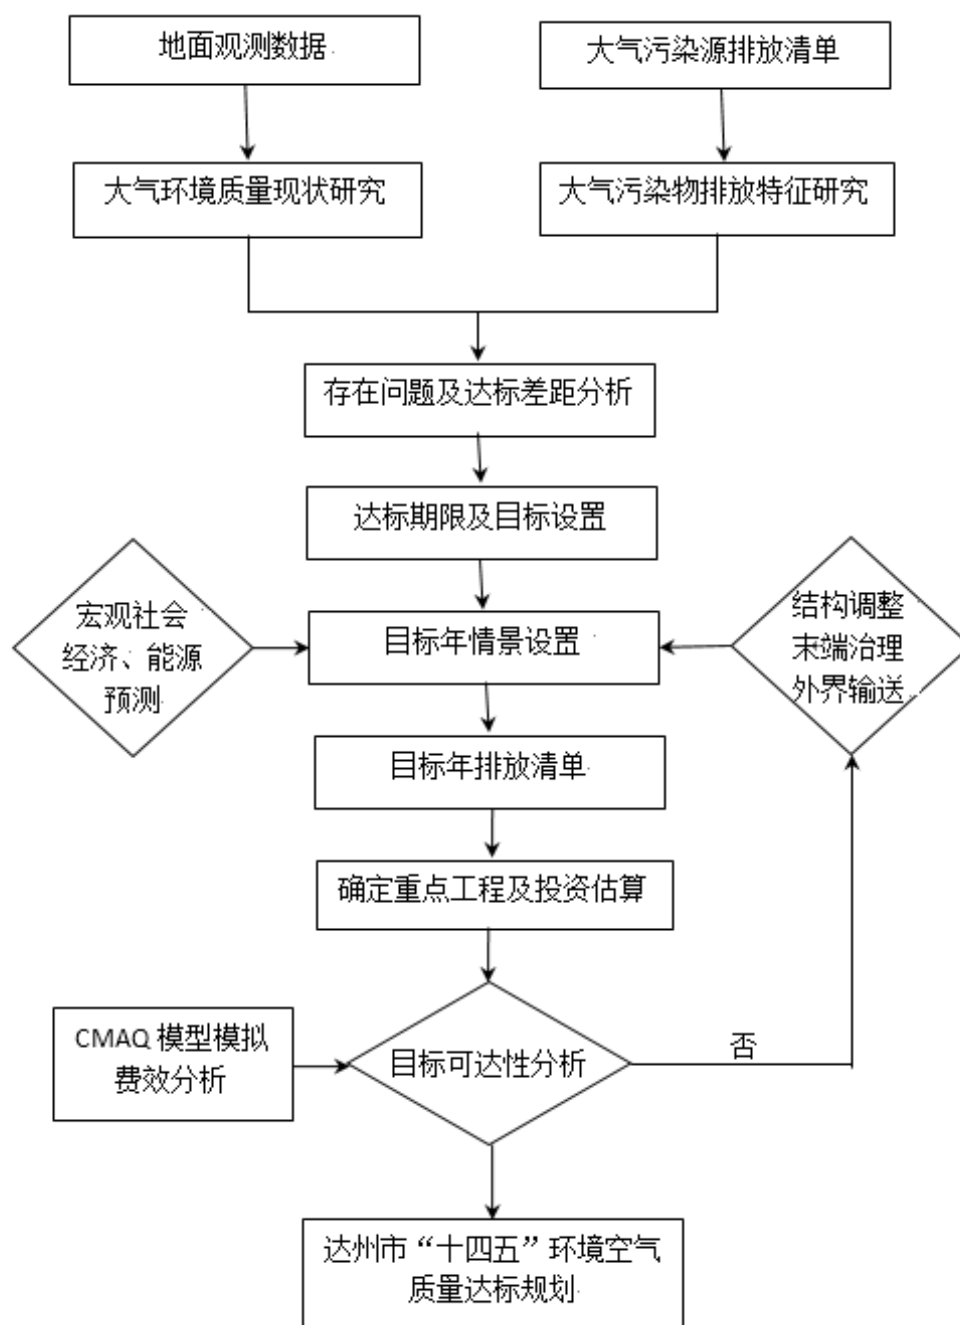 地面观测数据
大气污染源排放清单
大气环境质量现状研究
大气污染物排放特征研究
存在问题及达标差距分析
达标期限及目标设置
宏观社会
经济、能源
预测
目标年情景设置
结构调整
末端治理
外界输送
目标年排放清单
确定重点工程及投资估算
CMAQ 模型模拟
费效分析
目标可达性分析
否
达州市“十四五”环境空气
质量达标规划